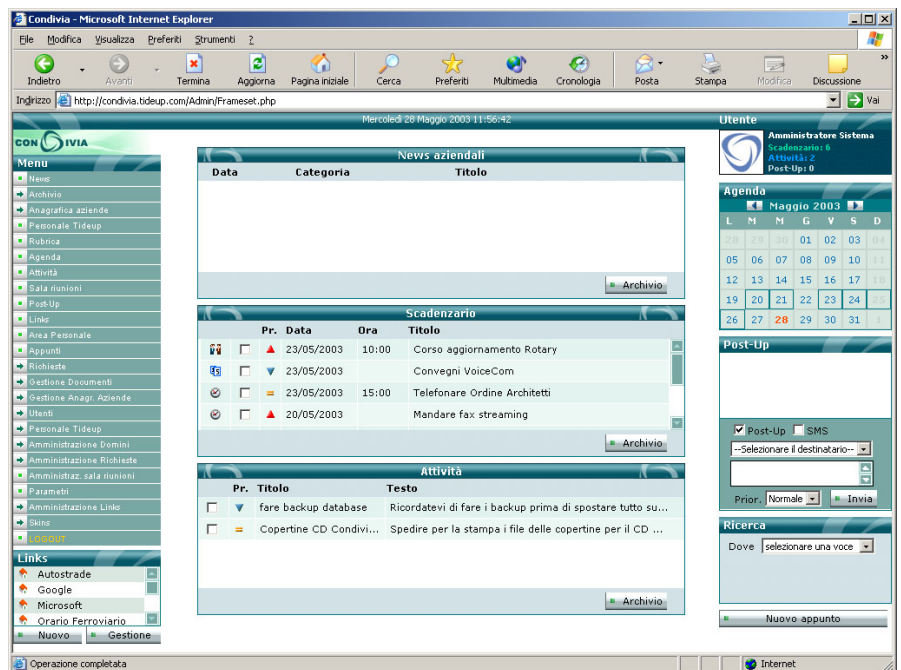 Condivia - Microsoft Internet Explorer
File Modifica Visualizza Preferiti Strumenti ?
Indietro Avanti Termina Aggiorna Pagina iniziale Cerca Preferiti Multimedia Cronologia Posta Stampa Modifica Discussione »
Indirizzo http://condivia.tideup.com/Admin/Frameset.php Vai
Mercoledì 28 Maggio 2003 11:56:42
CONDIVIA
Menu
News
Archivio
Anagrafica aziende
Personale Tideup
Rubrica
Agenda
Attività
Sala riunioni
Post-Up
Links
Area Personale
Appunti
Richieste
Gestione Documenti
Gestione Anagr. Aziende
Utenti
Personale Tideup
Amministrazione Domini
Amministrazione Richieste
Amministraz. sala riunioni
Parametri
Amministrazione Links
Skins
LOGOUT
Links
Autostrade
Google
Microsoft
Orario Ferroviario
Nuovo Gestione
News aziendali
Data Categoria Titolo
Archivio
Scadenzario
Pr. Data Ora Titolo
23/05/2003 10:00 Corso aggiornamento Rotary
23/05/2003 Convegni VoiceCom
23/05/2003 15:00 Telefonare Ordine Architetti
20/05/2003 Mandare fax streaming
Archivio
Attività
Pr. Titolo Testo
fare backup database Ricordatevi di fare i backup prima di spostare tutto su...
Copertine CD Condivi... Spedire per la stampa i file delle copertine per il CD ...
Archivio
Utente
Amministratore Sistema
Scadenzario: 6
Attività: 2
Post-Up: 0
Agenda
Maggio 2003
L M M G V S D
28 29 30 01 02 03 04
05 06 07 08 09 10 11
12 13 14 15 16 17 18
19 20 21 22 23 24 25
26 27 28 29 30 31 1
Post-Up
Post-Up SMS
--Selezionare il destinatario--
Prior. Normale Invia
Ricerca
Dove selezionare una voce
Nuovo appunto
Operazione completata Internet